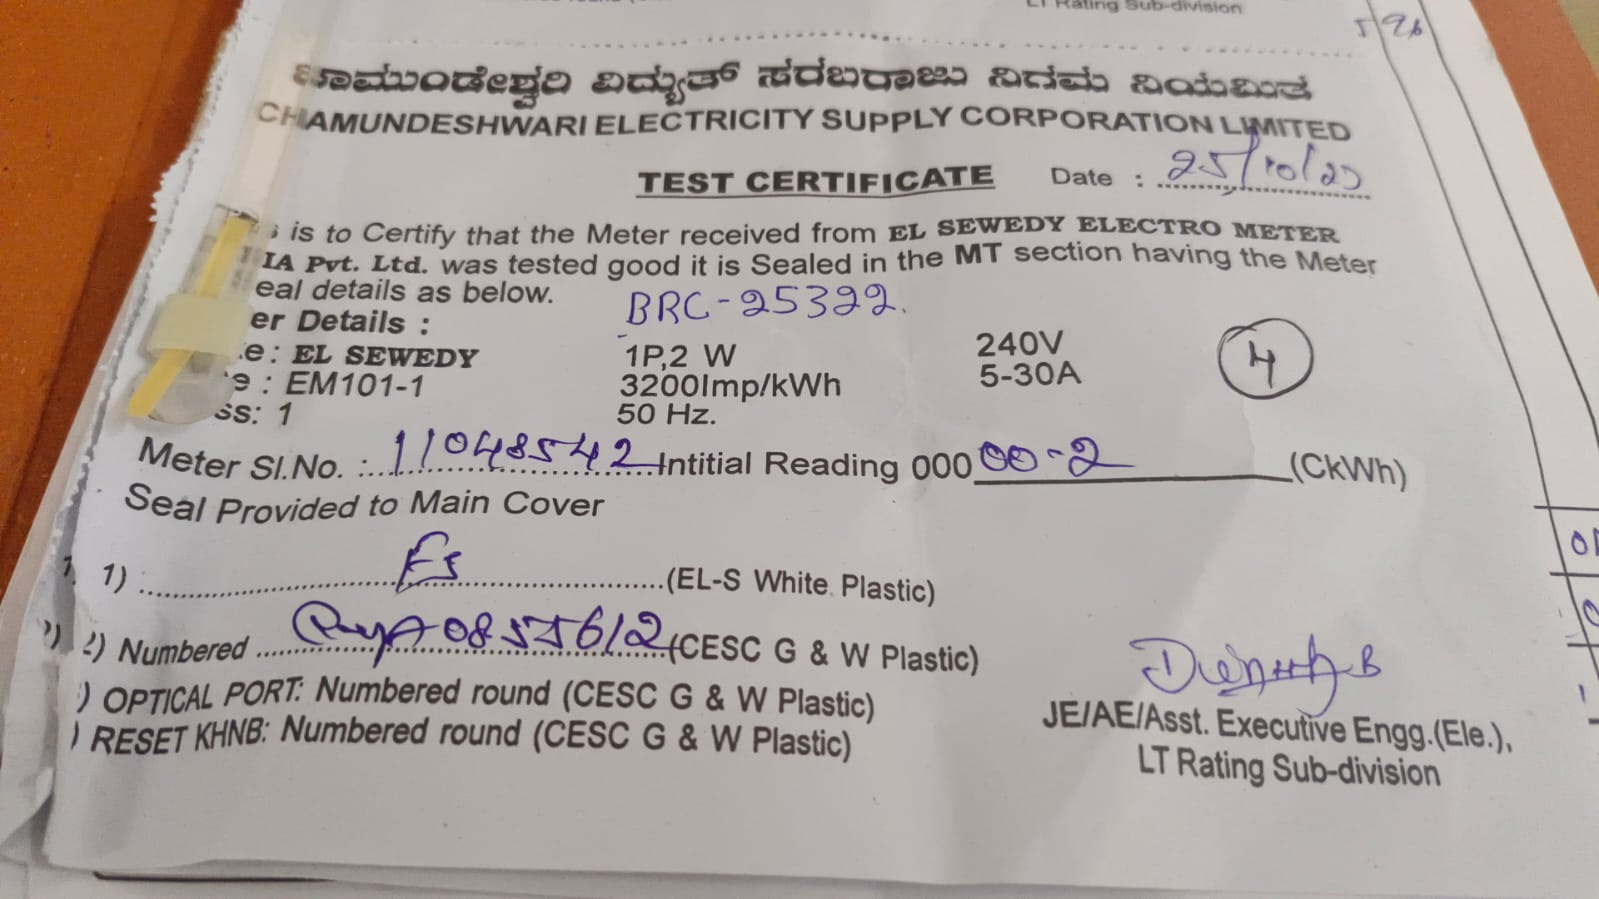 LT Rating Sub-division
596
ಚಾಮುಂಡೇಶ್ವರಿ ವಿದ್ಯುತ್ ಸರಬರಾಜು ನಿಗಮ ನಿಯಮಿತ
CHAMUNDESHWARI ELECTRICITY SUPPLY CORPORATION LIMITED
TEST CERTIFICATE Date : 25/10/23
is to Certify that the Meter received from EL SEWEDY ELECTRO METER
IA Pvt. Ltd. was tested good it is Sealed in the MT section having the Meter
eal details as below. BRC-25322.
er Details :
e: EL SEWEDY 1P,2 W 240V 4
e : EM101-1 3200Imp/kWh 5-30A
ss: 1 50 Hz.
Meter Sl.No. : 11048542 Intitial Reading 000 00-2 (CkWh)
Seal Provided to Main Cover
1) Es (EL-S White Plastic)
2) Numbered 0855612 (CESC G & W Plastic)
) OPTICAL PORT: Numbered round (CESC G & W Plastic)
) RESET KHNB: Numbered round (CESC G & W Plastic)
JE/AE/Asst. Executive Engg.(Ele.),
LT Rating Sub-division